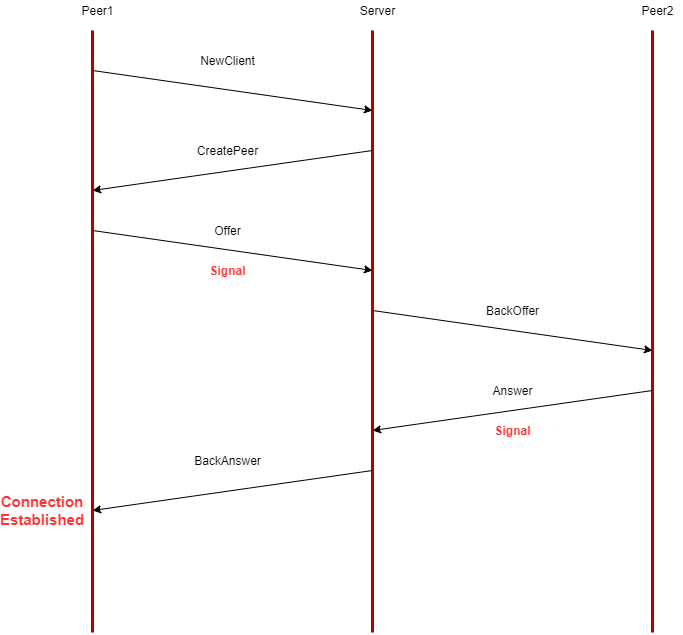 Peer1
Server
Peer2
NewClient
CreatePeer
Offer
Signal
BackOffer
Answer
Signal
BackAnswer
Connection
Established